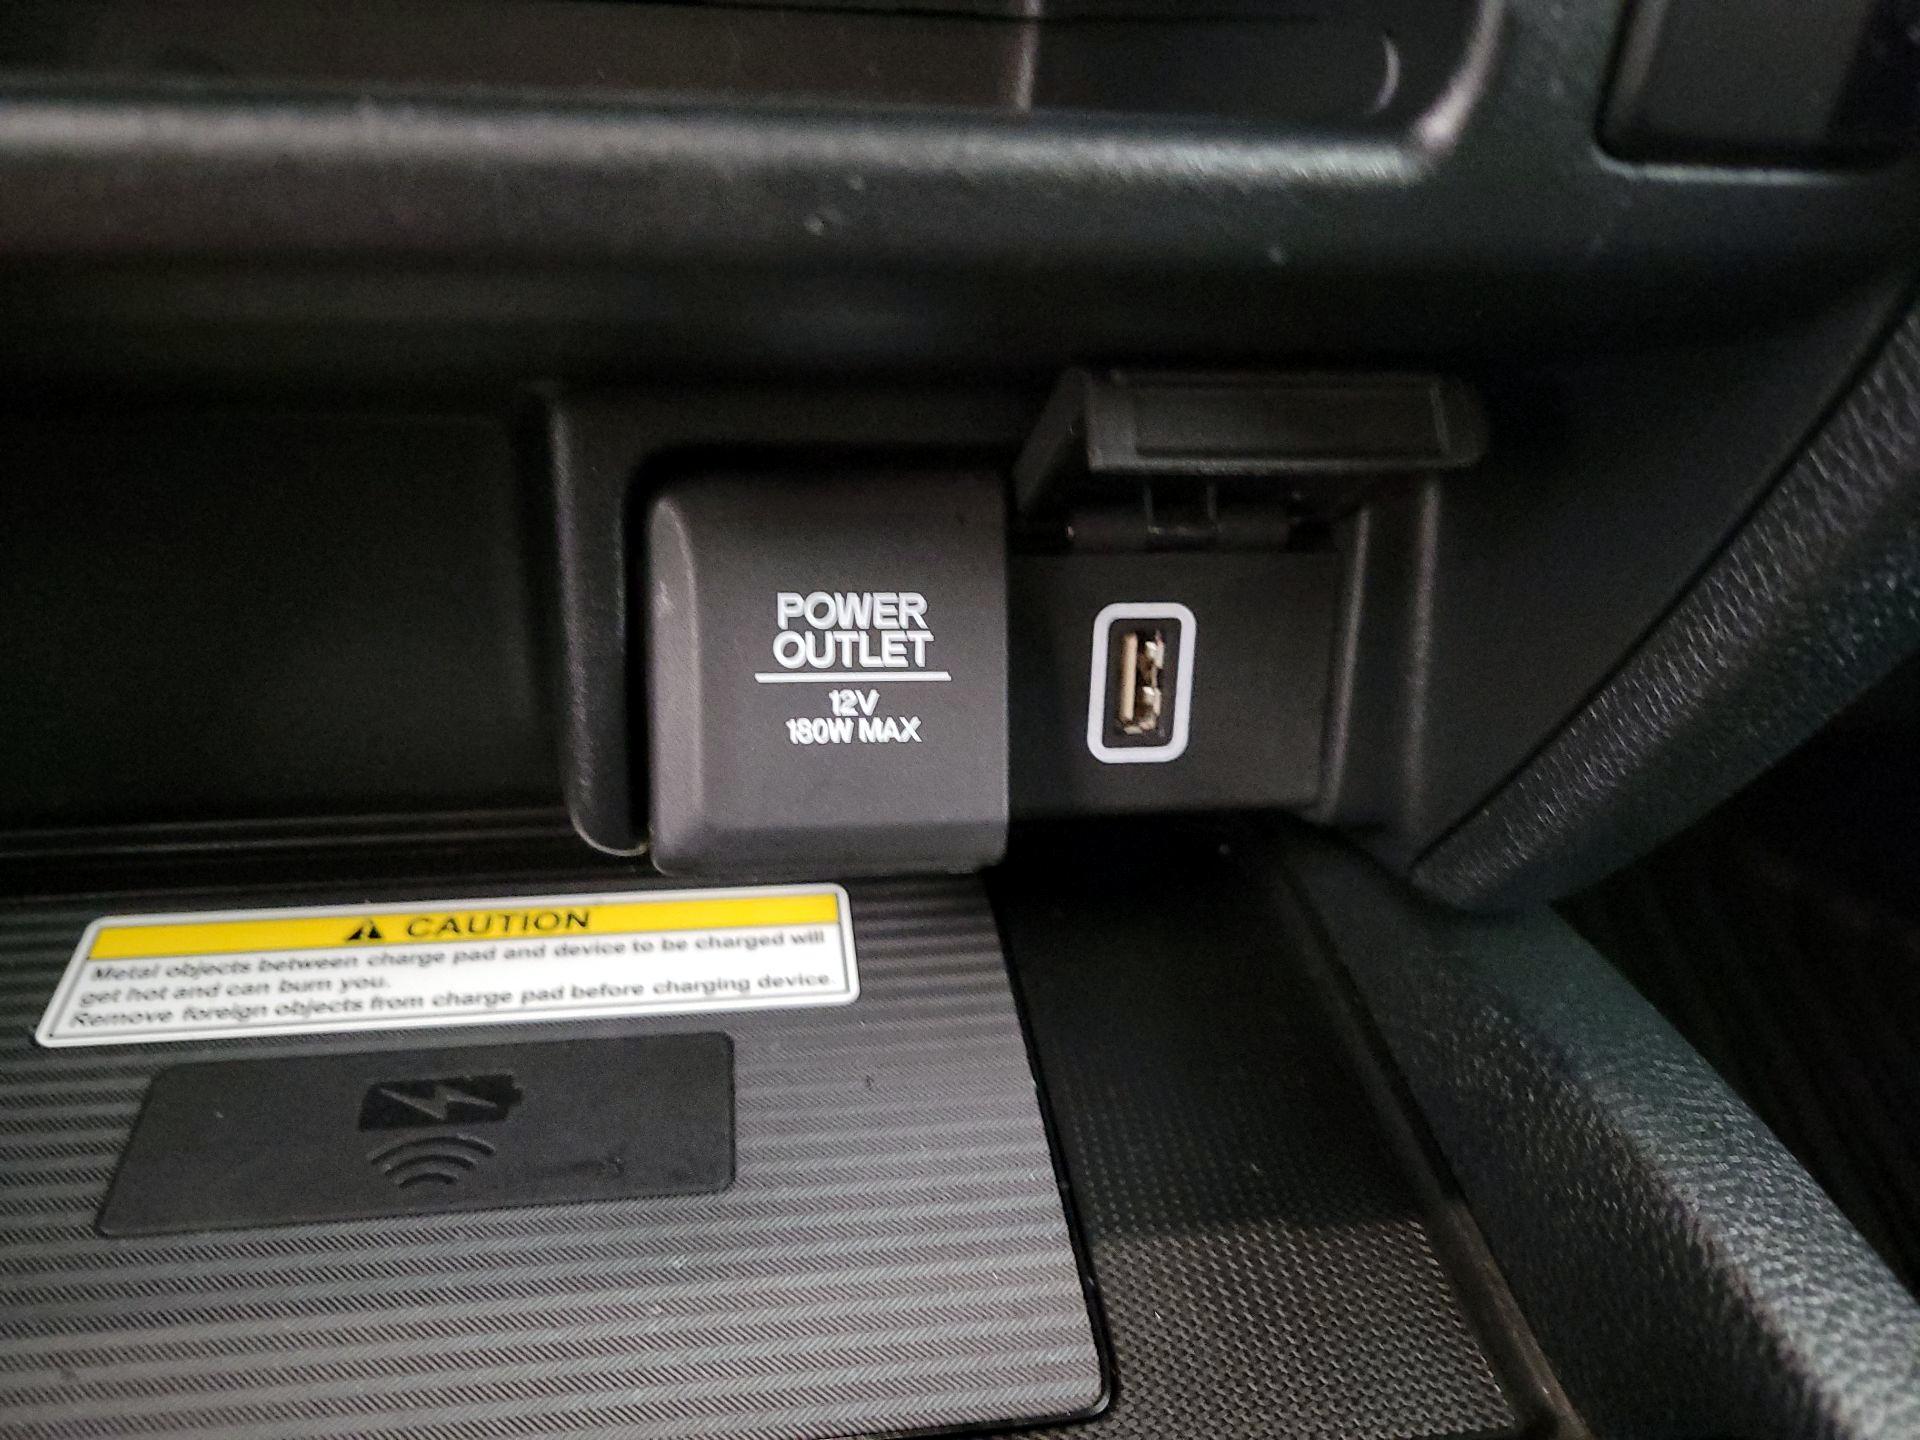 POWER
OUTLET
12V
180W MAX
CAUTION
Metal objects between charge pad and device to be charged will
get hot and can burn you.
Remove foreign objects from charge pad before charging device.